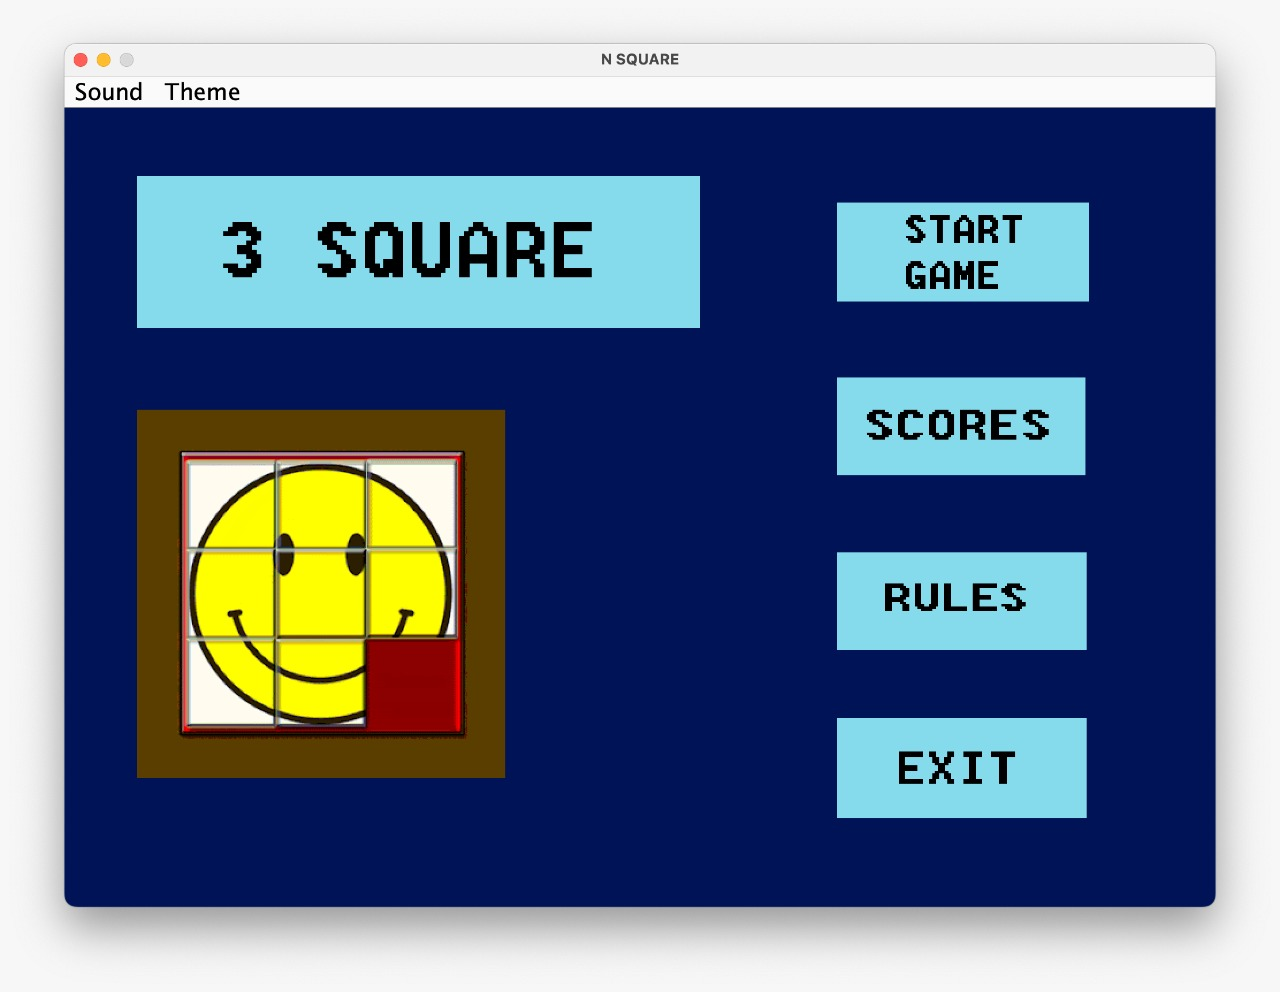 N SQUARE
Sound Theme
3 SQUARE
START
GAME
SCORES
RULES
EXIT